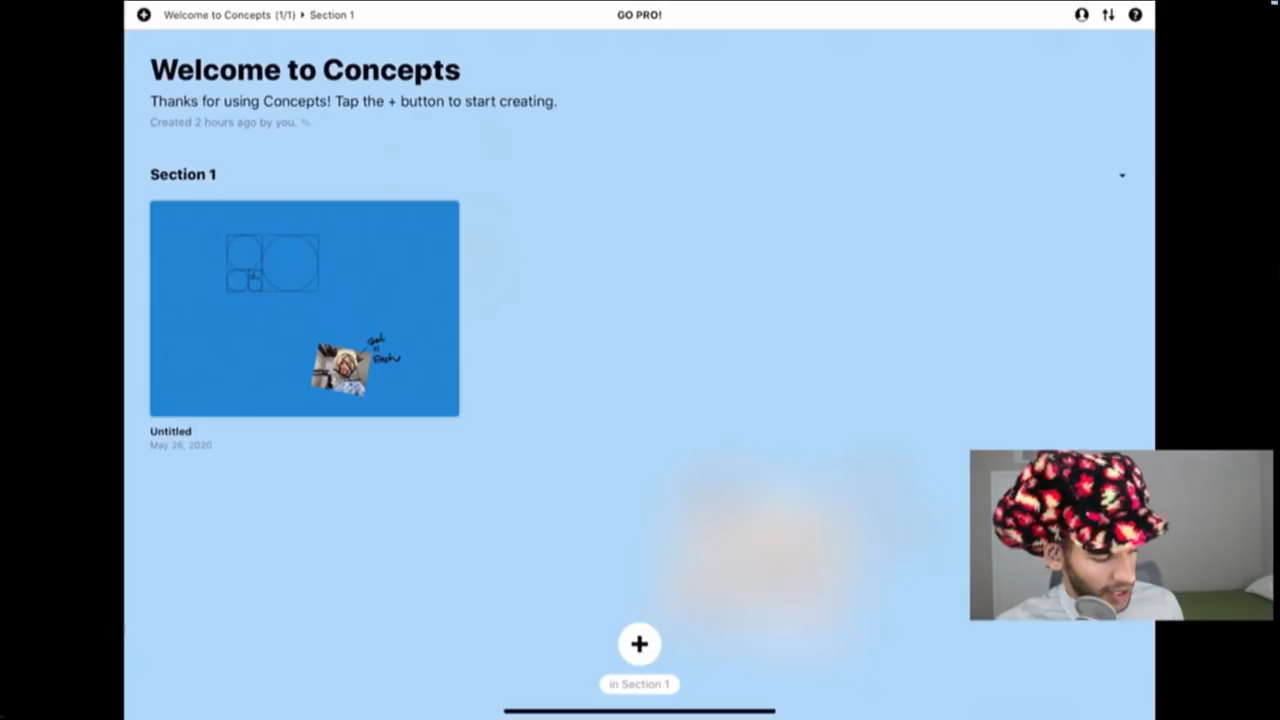 Welcome to Concepts (1/1) ▸ Section 1
GO PRO!
Welcome to Concepts
Thanks for using Concepts! Tap the + button to start creating.
Created 2 hours ago by you.
Section 1
Untitled
May 26, 2020
in Section 1